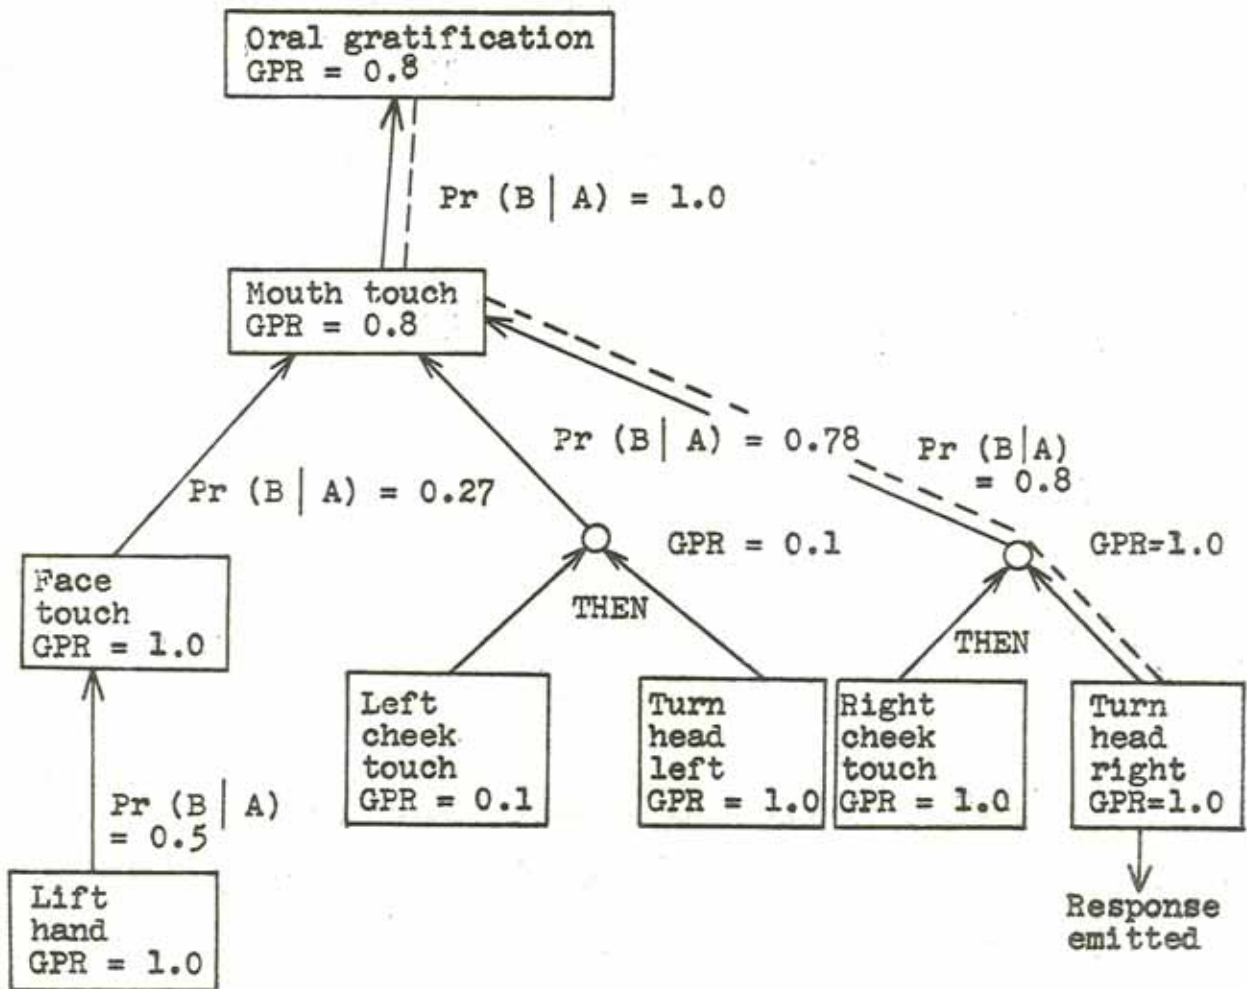 Oral gratification
GPR = 0.8
Pr (B | A) = 1.0
Mouth touch
GPR = 0.8
Pr (B | A) = 0.78
Pr (B|A)
= 0.8
Pr (B | A) = 0.27
GPR = 0.1
GPR=1.0
Face
touch
GPR = 1.0
THEN
THEN
Left
cheek
touch
GPR = 0.1
Turn
head
left
GPR = 1.0
Right
cheek
touch
GPR = 1.0
Turn
head
right
GPR=1.0
Pr (B | A)
= 0.5
Lift
hand
GPR = 1.0
Response
emitted